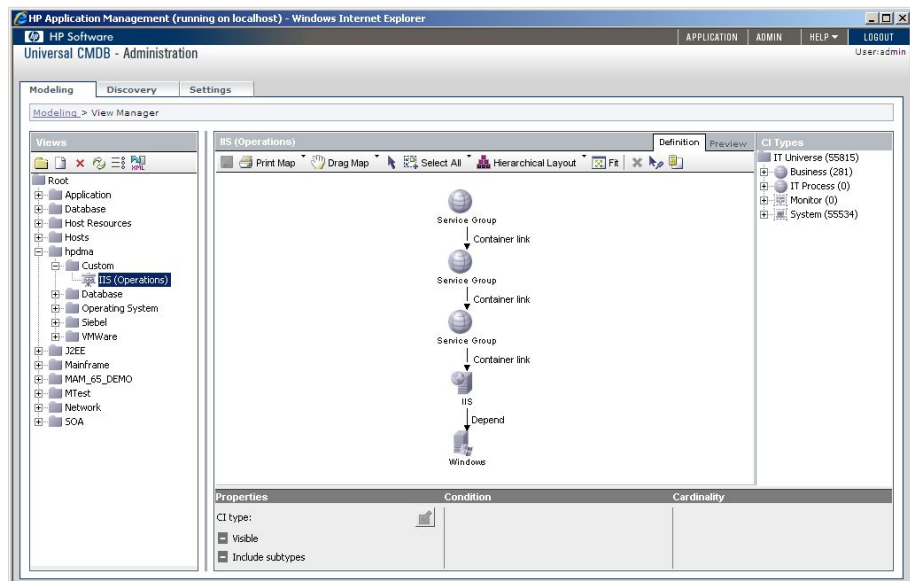 HP Application Management (running on localhost) - Windows Internet Explorer
HP Software
APPLICATION ADMIN HELP LOGOUT
Universal CMDB - Administration
User:admin
Modeling Discovery Settings
Modeling > View Manager
Views
Root
Application
Database
Host Resources
Hosts
hpdma
Custom
IIS (Operations)
Database
Operating System
Siebel
VMWare
J2EE
Mainframe
MAM_65_DEMO
MTest
Network
SOA
IIS (Operations)
Definition Preview
Print Map Drag Map Select All Hierarchical Layout Fit
Service Group
Container link
Service Group
Container link
Service Group
Container link
IIS
Depend
Windows
CI Types
IT Universe (55815)
Business (281)
IT Process (0)
Monitor (0)
System (55534)
Properties Condition Cardinality
CI type:
Visible
Include subtypes